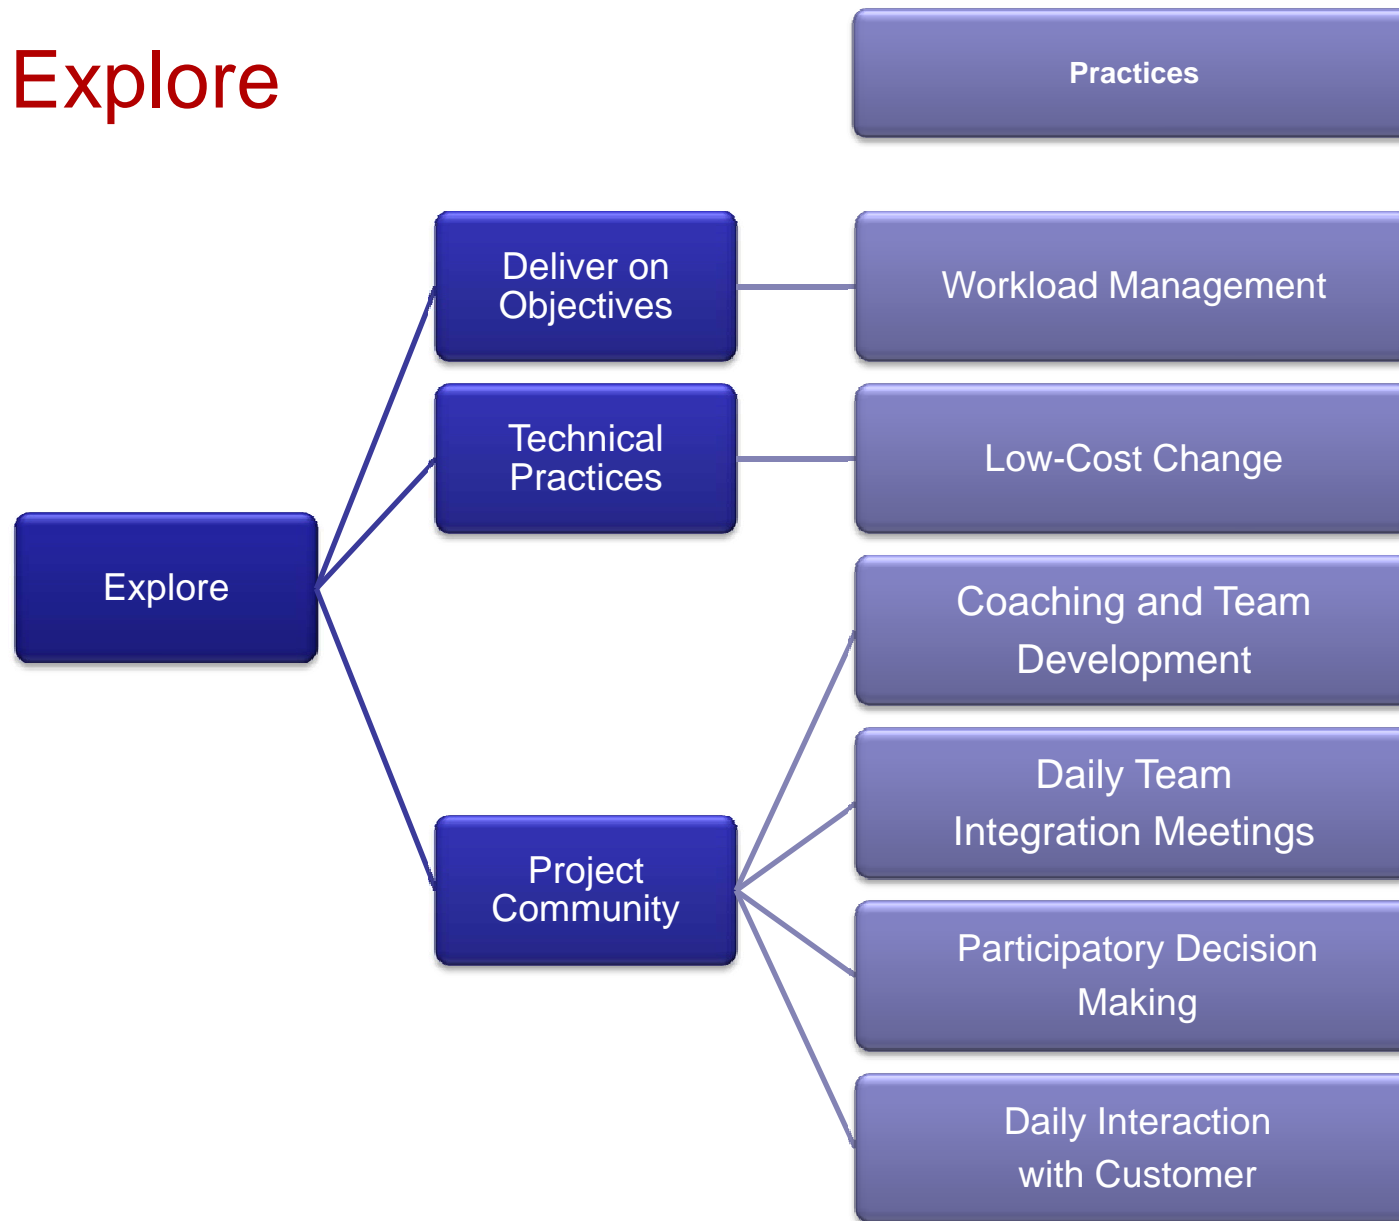 Explore
Practices
Deliver on
Objectives
Workload Management
Technical
Practices
Low-Cost Change
Explore
Coaching and Team
Development
Daily Team
Integration Meetings
Project
Community
Participatory Decision
Making
Daily Interaction
with Customer